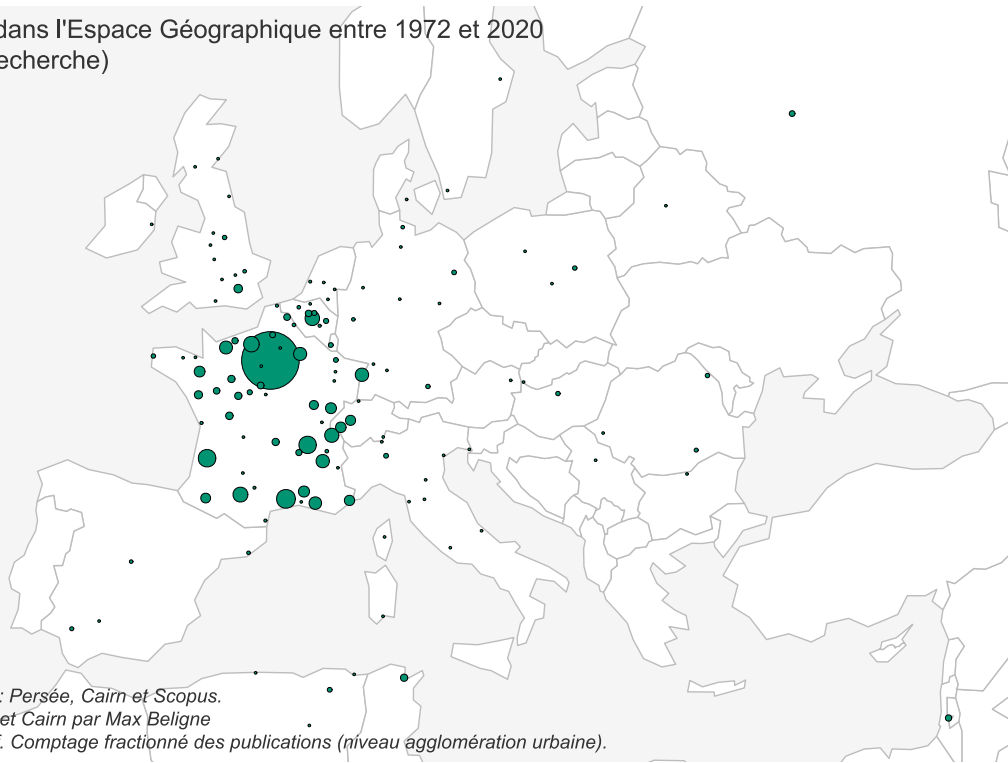 dans l'Espace Géographique entre 1972 et 2020
echerche)
: Persée, Cairn et Scopus.
et Cairn par Max Beligne
. Comptage fractionné des publications (niveau agglomération urbaine).